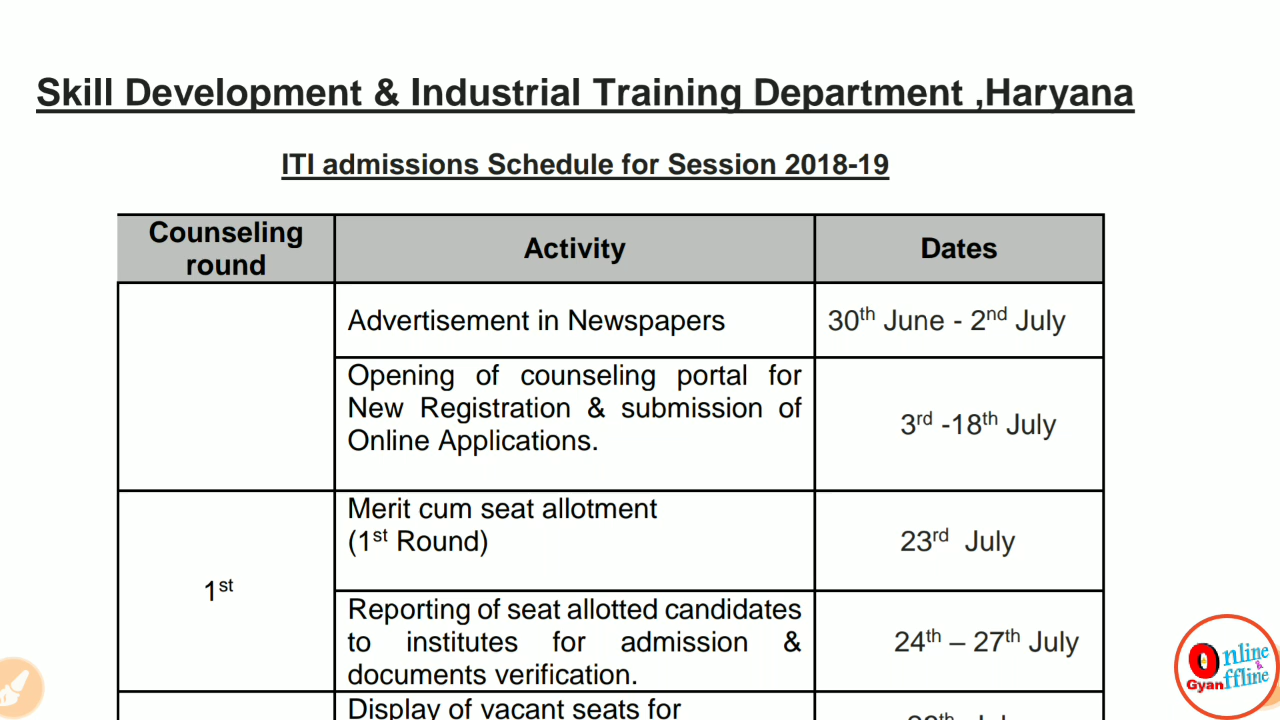 Skill Development & Industrial Training Department ,Haryana
ITI admissions Schedule for Session 2018-19
Counseling
round
Activity
Dates
Advertisement in Newspapers
30th June - 2nd July
Opening of counseling portal for
New Registration & submission of
Online Applications.
3rd -18th July
1st
Merit cum seat allotment
(1st Round)
23rd July
Reporting of seat allotted candidates
to institutes for admission &
documents verification.
24th – 27th July
Display of vacant seats for
Online
&
Gyan ffline